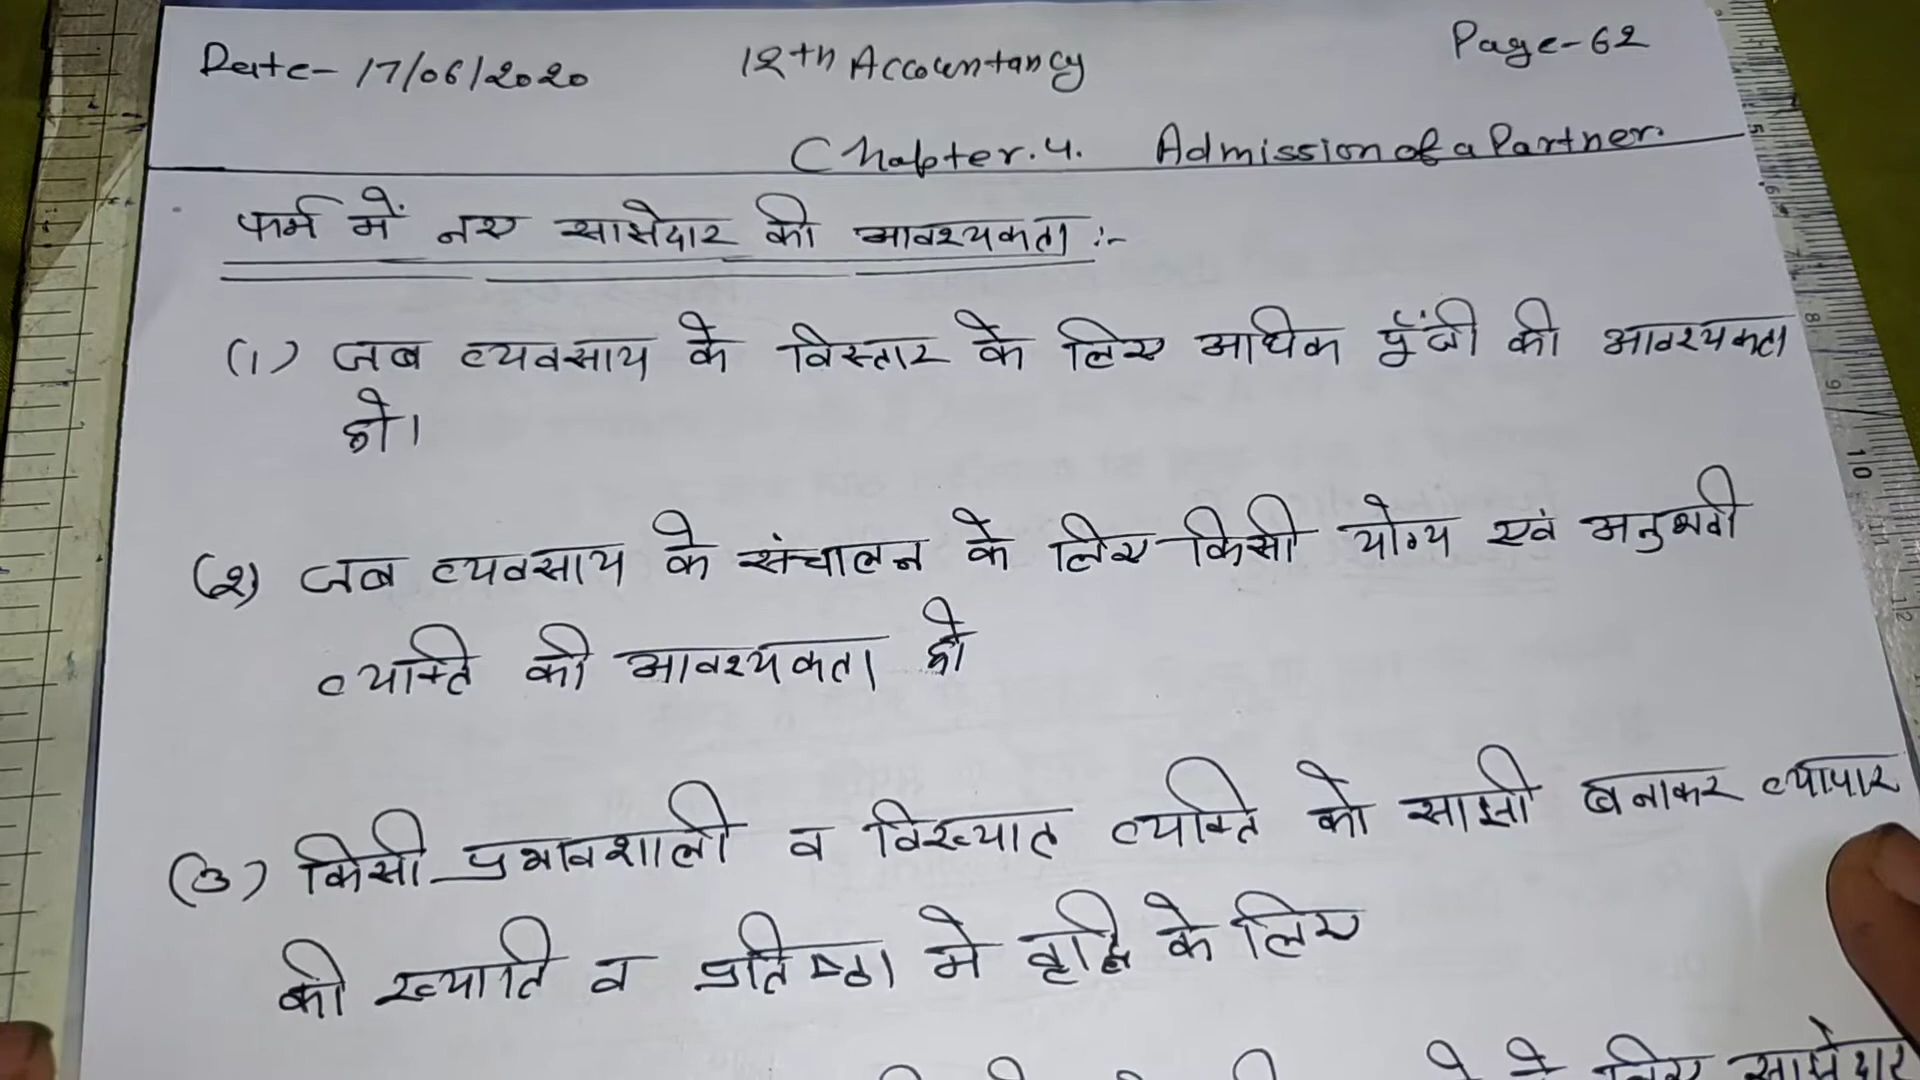 Date- 17/06/2020 12th Accountancy Page-62
Chapter.4. Admission of a Partner.
फर्म में नए साझेदार की आवश्यकता :-
(1) जब व्यवसाय के विस्तार के लिए अधिक पूँजी की आवश्यकता
हो।
(2) जब व्यवसाय के संचालन के लिए किसी योग्य एवं अनुभवी
व्यक्ति की आवश्यकता हो
(3) किसी प्रभावशाली व विख्यात व्यक्ति को साझी बनाकर व्यापार
की ख्याति व प्रतिष्ठा मे वृद्धि के लिए
लिए साझेदार